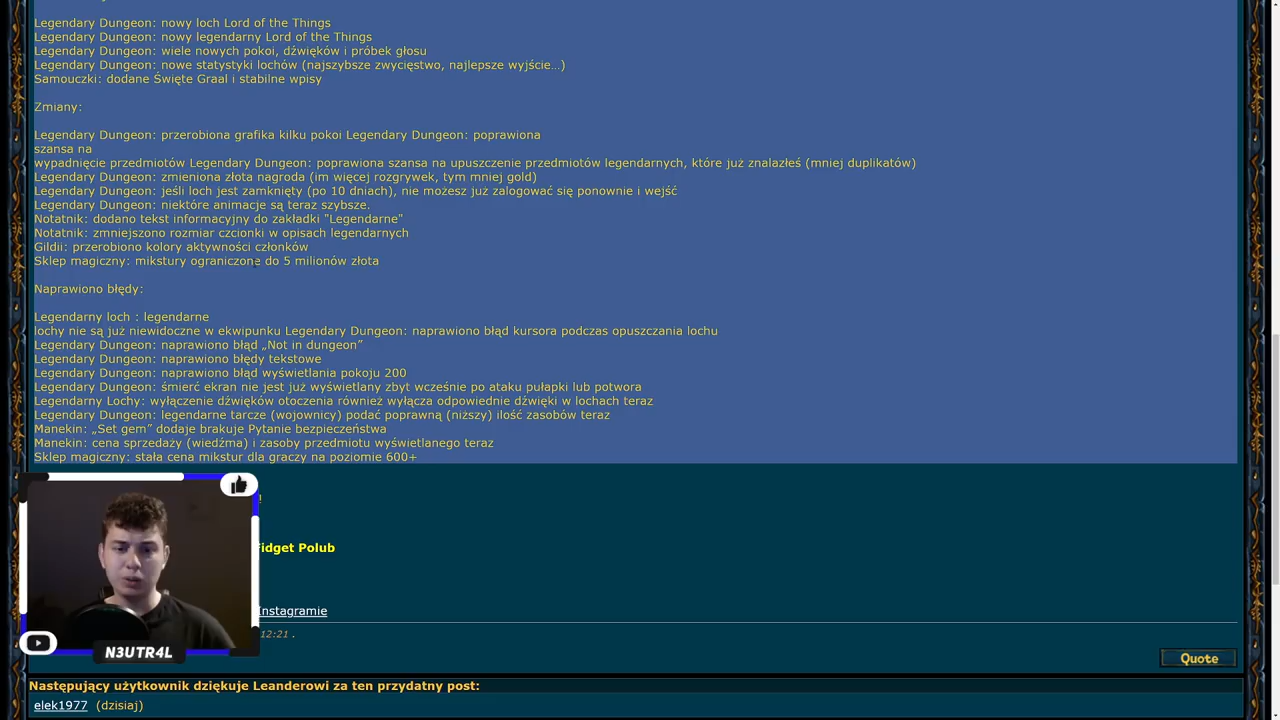 Legendary Dungeon: nowy loch Lord of the Things
Legendary Dungeon: nowy legendarny Lord of the Things
Legendary Dungeon: wiele nowych pokoi, dźwięków i próbek głosu
Legendary Dungeon: nowe statystyki lochów (najszybsze zwycięstwo, najlepsze wyjście…)
Samouczki: dodane Święte Graal i stabilne wpisy
Zmiany:
Legendary Dungeon: przerobiona grafika kilku pokoi Legendary Dungeon: poprawiona
szansa na
wypadnięcie przedmiotów Legendary Dungeon: poprawiona szansa na upuszczenie przedmiotów legendarnych, które już znalazłeś (mniej duplikatów)
Legendary Dungeon: zmieniona złota nagroda (im więcej rozgrywek, tym mniej gold)
Legendary Dungeon: jeśli loch jest zamknięty (po 10 dniach), nie możesz już zalogować się ponownie i wejść
Legendary Dungeon: niektóre animacje są teraz szybsze.
Notatnik: dodano tekst informacyjny do zakładki "Legendarne"
Notatnik: zmniejszono rozmiar czcionki w opisach legendarnych
Gildii: przerobiono kolory aktywności członków
Sklep magiczny: mikstury ograniczone do 5 milionów złota
Naprawiono błędy:
Legendarny loch : legendarne
lochy nie są już niewidoczne w ekwipunku Legendary Dungeon: naprawiono błąd kursora podczas opuszczania lochu
Legendary Dungeon: naprawiono błąd „Not in dungeon”
Legendary Dungeon: naprawiono błędy tekstowe
Legendary Dungeon: naprawiono błąd wyświetlania pokoju 200
Legendary Dungeon: śmierć ekran nie jest już wyświetlany zbyt wcześnie po ataku pułapki lub potwora
Legendarny Lochy: wyłączenie dźwięków otoczenia również wyłącza odpowiednie dźwięki w lochach teraz
Legendary Dungeon: legendarne tarcze (wojownicy) podać poprawną (niższy) ilość zasobów teraz
Manekin: „Set gem” dodaje brakuje Pytanie bezpieczeństwa
Manekin: cena sprzedaży (wiedźma) i zasoby przedmiotu wyświetlanego teraz
Sklep magiczny: stała cena mikstur dla graczy na poziomie 600+
!
Fidget Polub
Instagramie
12:21 .
N3UTR4L
Quote
Następujący użytkownik dziękuje Leanderowi za ten przydatny post:
elek1977 (dzisiaj)